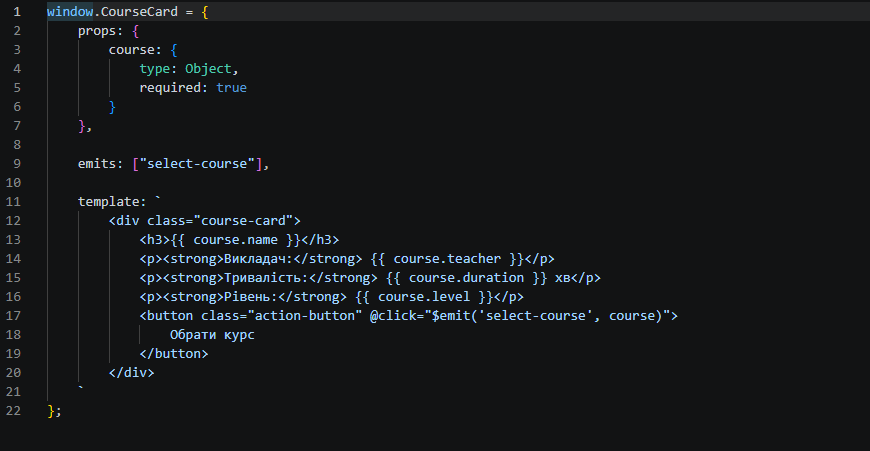 1 window.CourseCard = {
2     props: {
3         course: {
4             type: Object,
5             required: true
6         }
7     },
8
9     emits: ["select-course"],
10
11     template: `
12         <div class="course-card">
13             <h3>{{ course.name }}</h3>
14             <p><strong>Викладач:</strong> {{ course.teacher }}</p>
15             <p><strong>Тривалість:</strong> {{ course.duration }} хв</p>
16             <p><strong>Рівень:</strong> {{ course.level }}</p>
17             <button class="action-button" @click="$emit('select-course', course)">
18                 Обрати курс
19             </button>
20         </div>
21     `
22 };